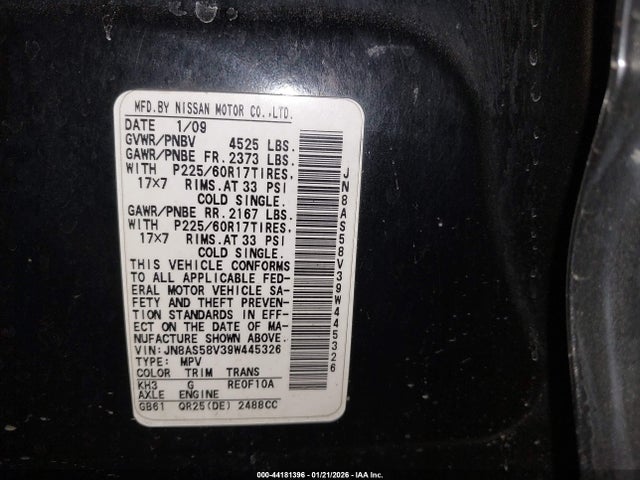 MFD.BY NISSAN MOTOR CO.,LTD.
DATE 1/09
GVWR/PNBV 4525 LBS.
GAWR/PNBE FR. 2373 LBS.
WITH P225/60R17TIRES,
17×7 RIMS.AT 33 PSI
COLD SINGLE.
GAWR/PNBE RR. 2167 LBS.
WITH P225/60R17TIRES,
17×7 RIMS.AT 33 PSI
COLD SINGLE.
THIS VEHICLE CONFORMS
TO ALL APPLICABLE FED-
ERAL MOTOR VEHICLE SA-
FETY AND THEFT PREVEN-
TION STANDARDS IN EFF-
ECT ON THE DATE OF MA-
NUFACTURE SHOWN ABOVE.
VIN: JN8AS58V39W445326
TYPE: MPV
COLOR TRIM TRANS
KH3 G RE0F10A
AXLE ENGINE
GB61 QR25(DE) 2488CC
JN8AS58V39W445326
000-44181396 - 01/21/2026 - IAA Inc.